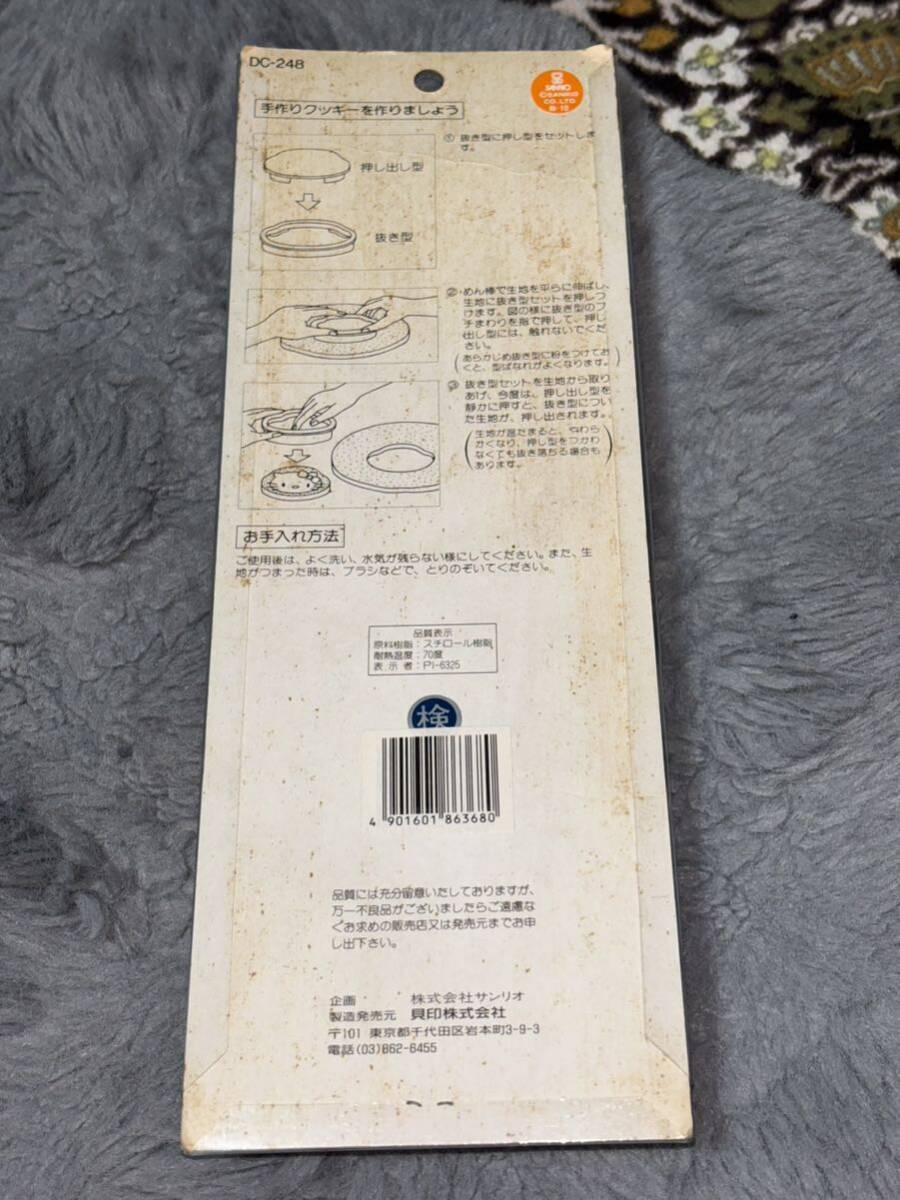 DC-248
SANRIO
©SANRIO
CO.,LTD.
手作りクッキーを作りましょう
押し出し型
抜き型
① 抜き型に押し型をセットしま
す。
②・めん棒で生地を平らに伸ばし、
生地に抜き型セットを押しつ
けます。図の様に抜き型のフ
チまわりを指で押して、押し
出し型には、触れないでくだ
さい。
(あらかじめ抜き型に粉をつけてお
くと、型ばなれがよくなります。)
③ 抜き型セットを生地から取り
あげ、今度は、押し出し型を
静かに押すと、抜き型につい
た生地が、押し出されます。
(生地が温たまると、やわら
かくなり、押し型をつかわ
なくても抜き落ちる場合も
あります。)
お手入れ方法
ご使用後は、よく洗い、水気が残らない様にしてください。また、生
地がつまった時は、ブラシなどで、とりのぞいてください。
品質表示
原料樹脂：スチロール樹脂
耐熱温度：70度
表示者：PI-6325
検
4 901601 863680
品質には充分留意いたしておりますが、
万一不良品がございましたらご遠慮な
くお求めの販売店又は発売元までお申
し出下さい。
企画 株式会社サンリオ
製造発売元 貝印株式会社
〒101 東京都千代田区岩本町3-9-3
電話(03)862-6455